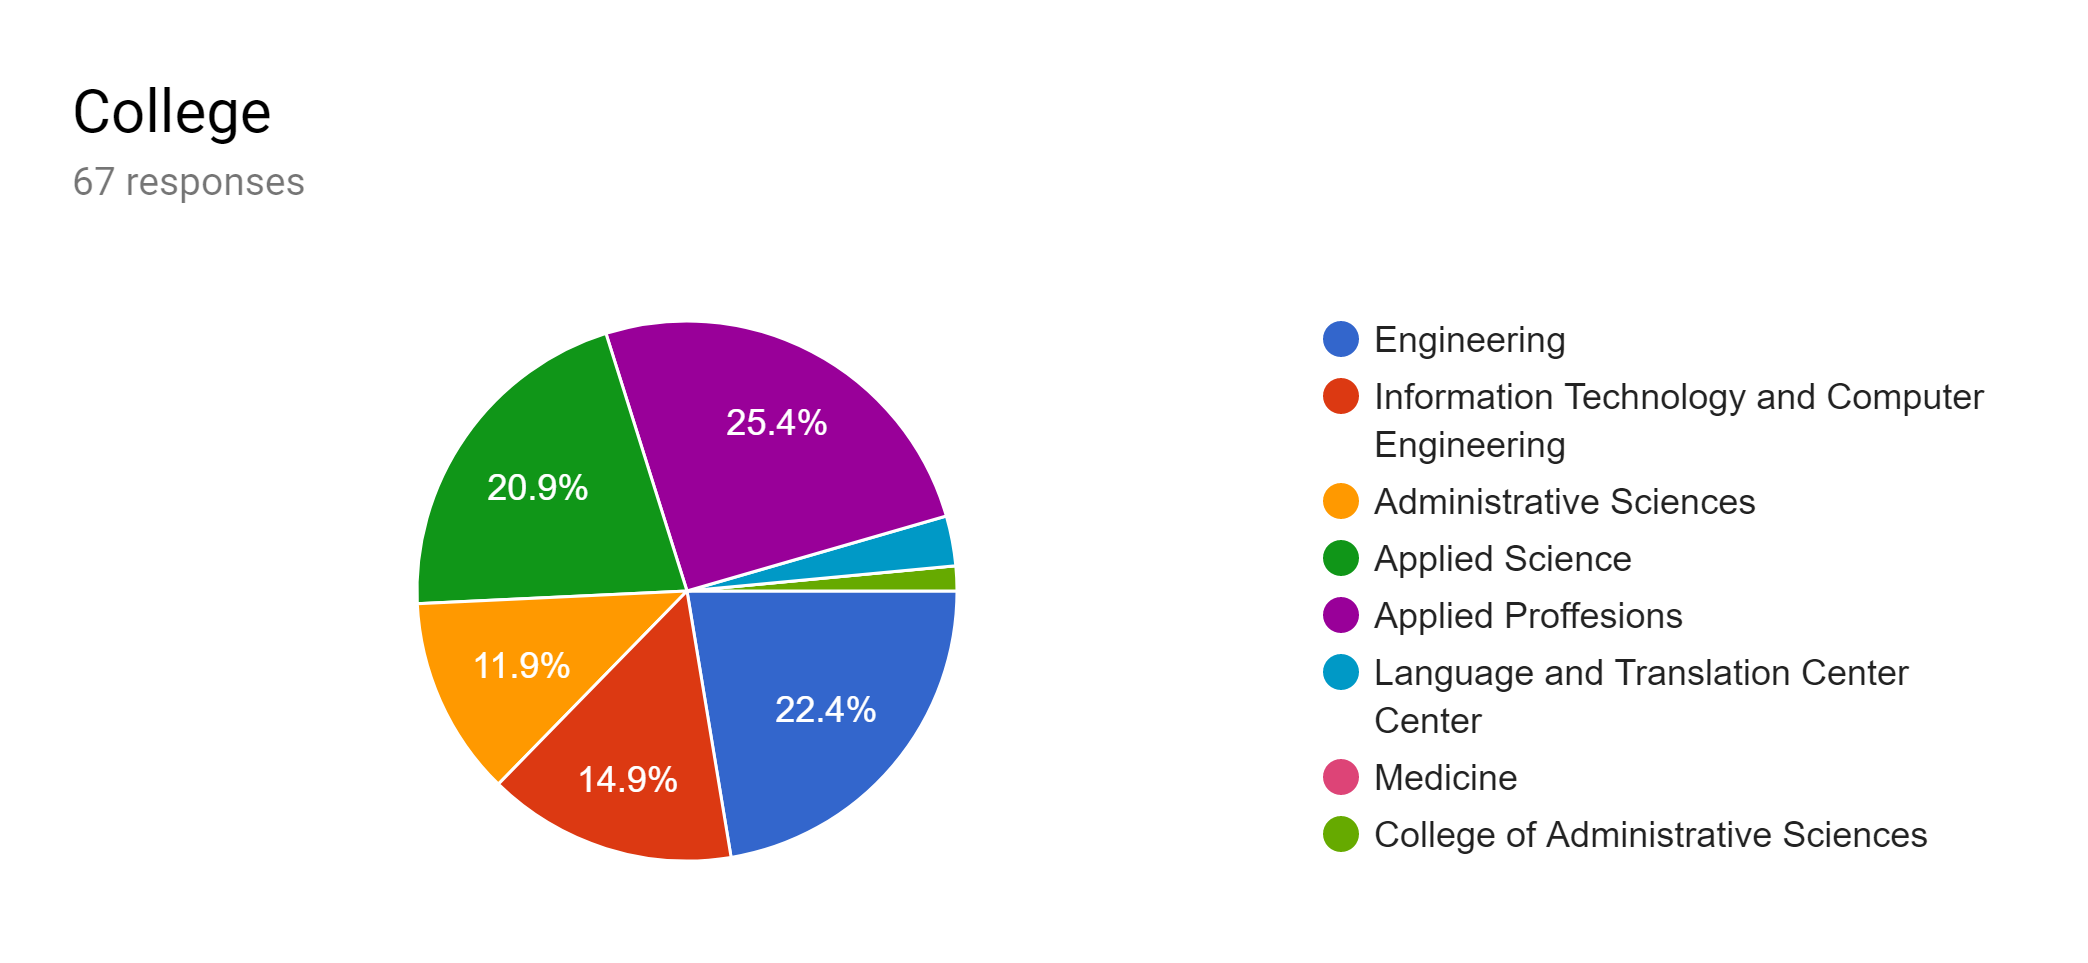 College
67 responses
25.4%
20.9%
11.9%
22.4%
14.9%
Engineering
Information Technology and Computer
Engineering
Administrative Sciences
Applied Science
Applied Proffesions
Language and Translation Center
Center
Medicine
College of Administrative Sciences